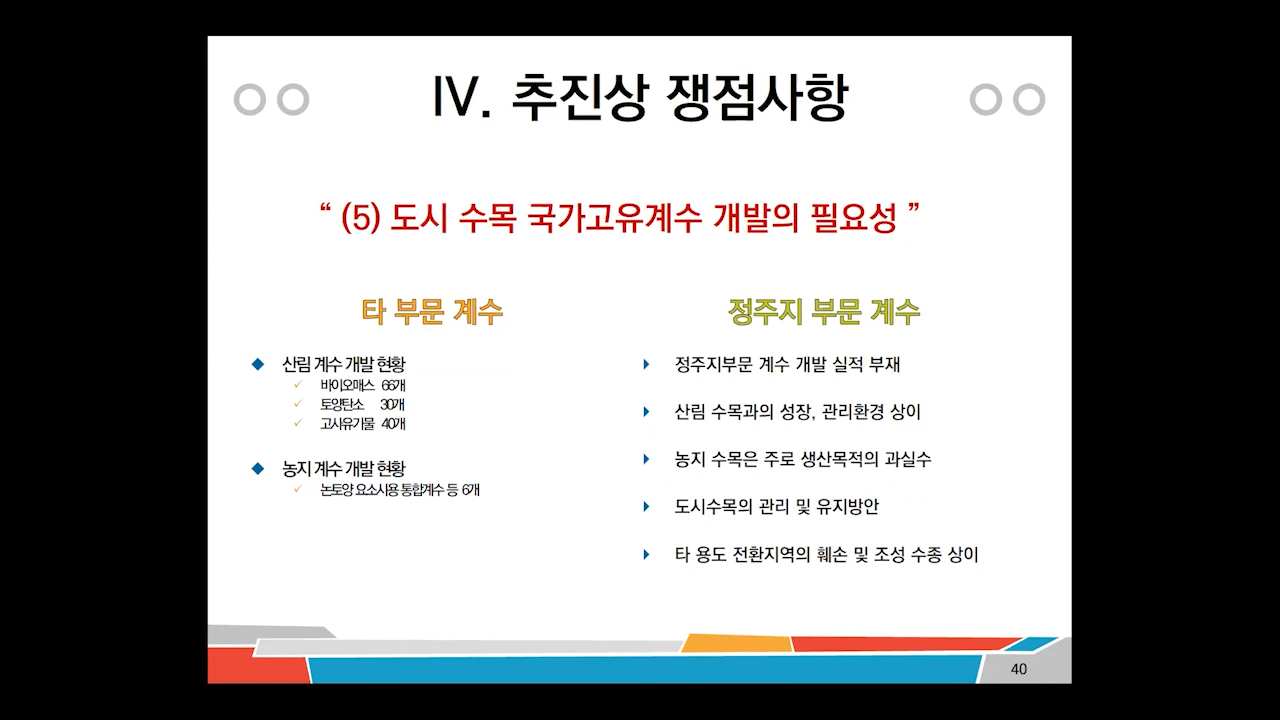 Ⅳ. 추진상 쟁점사항
“ (5) 도시 수목 국가고유계수 개발의 필요성 ”
타 부문 계수
산림 계수 개발 현황
바이오매스 66개
토양탄소 30개
고사유기물 40개
농지 계수 개발 현황
논토양 요소시용 통합계수 등 6개
정주지 부문 계수
정주지부문 계수 개발 실적 부재
산림 수목과의 성장, 관리환경 상이
농지 수목은 주로 생산목적의 과실수
도시수목의 관리 및 유지방안
타 용도 전환지역의 훼손 및 조성 수종 상이
40